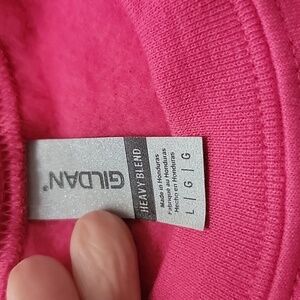 GILDAN®
HEAVY BLEND
Made in Honduras
Fabriqué au Honduras
Hecho en Honduras
L | G | G